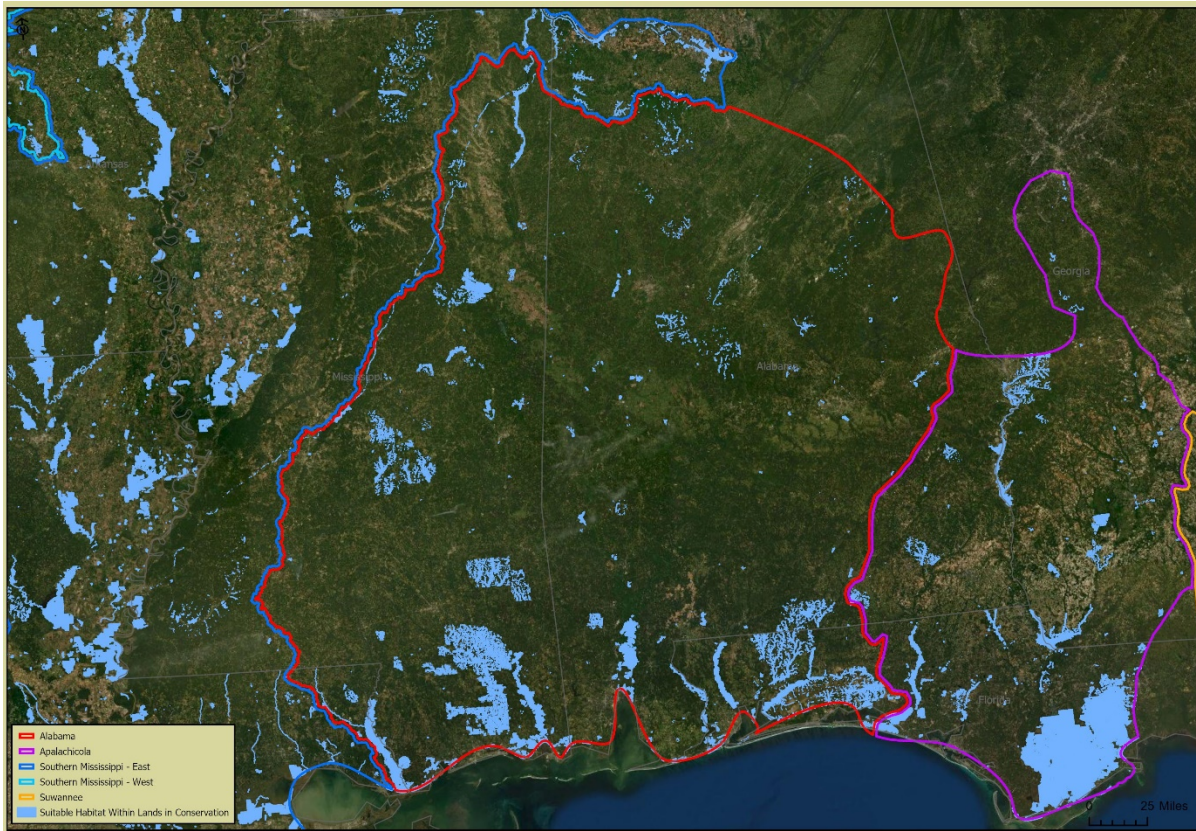 Arkansas
Georgia
Mississippi
Alabama
Florida
Alabama
Apalachicola
Southern Mississippi - East
Southern Mississippi - West
Suwannee
Suitable Habitat Within Lands in Conservation
0 25 Miles